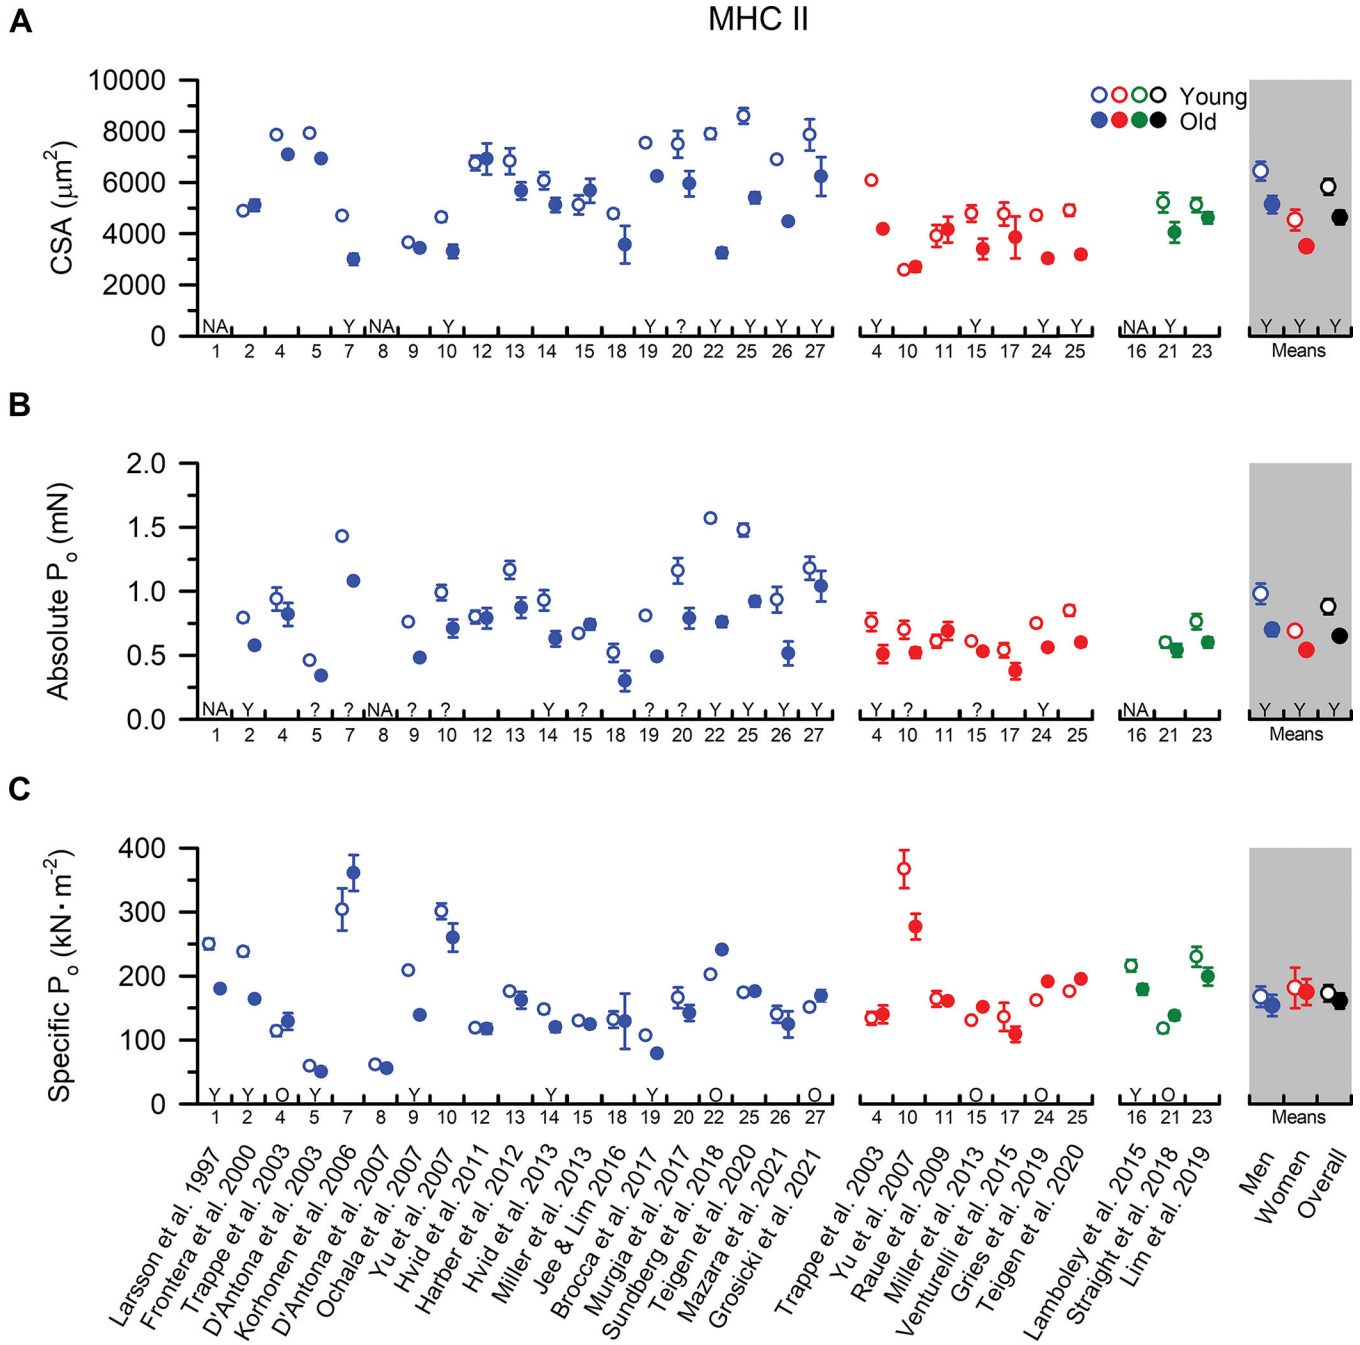 MHC II
A
CSA (μm²)
10000
8000
6000
4000
2000
0
Young
Old
NA Y NA Y Y ? Y Y Y Y Y Y Y Y NA Y Y Y Y
1 2 4 5 7 8 9 10 12 13 14 15 18 19 20 22 25 26 27 4 10 11 15 17 24 25 16 21 23 Means
B
Absolute Pₒ (mN)
2.0
1.5
1.0
0.5
0.0
NA Y ? ? NA ? ? Y ? ? ? Y Y Y Y Y ? ? Y NA Y Y Y
1 2 4 5 7 8 9 10 12 13 14 15 18 19 20 22 25 26 27 4 10 11 15 17 24 25 16 21 23 Means
C
Specific Pₒ (kN·m⁻²)
400
300
200
100
0
Y Y O Y Y Y Y O O O O Y O
1 2 4 5 7 8 9 10 12 13 14 15 18 19 20 22 25 26 27 4 10 11 15 17 24 25 16 21 23 Means
Larsson et al. 1997
Frontera et al. 2000
Trappe et al. 2003
D'Antona et al. 2003
Korhonen et al. 2006
D'Antona et al. 2007
Ochala et al. 2007
Yu et al. 2007
Hvid et al. 2011
Harber et al. 2012
Hvid et al. 2013
Miller et al. 2013
Jee & Lim 2016
Brocca et al. 2017
Murgia et al. 2017
Sundberg et al. 2018
Teigen et al. 2020
Mazara et al. 2021
Grosicki et al. 2021
Trappe et al. 2003
Yu et al. 2007
Raue et al. 2009
Miller et al. 2013
Venturelli et al. 2015
Gries et al. 2019
Teigen et al. 2020
Lamboley et al. 2015
Straight et al. 2018
Lim et al. 2019
Men
Women
Overall